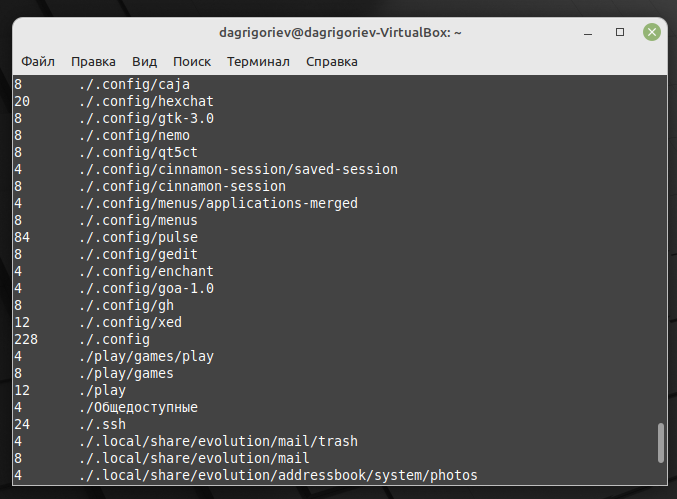 dagrigoriev@dagrigoriev-VirtualBox: ~
Файл Правка Вид Поиск Терминал Справка
8 ./.config/caja
20 ./.config/hexchat
8 ./.config/gtk-3.0
8 ./.config/nemo
8 ./.config/qt5ct
4 ./.config/cinnamon-session/saved-session
8 ./.config/cinnamon-session
4 ./.config/menus/applications-merged
8 ./.config/menus
84 ./.config/pulse
8 ./.config/gedit
4 ./.config/enchant
4 ./.config/goa-1.0
8 ./.config/gh
12 ./.config/xed
228 ./.config
4 ./play/games/play
8 ./play/games
12 ./play
4 ./Общедоступные
24 ./.ssh
4 ./.local/share/evolution/mail/trash
8 ./.local/share/evolution/mail
4 ./.local/share/evolution/addressbook/system/photos